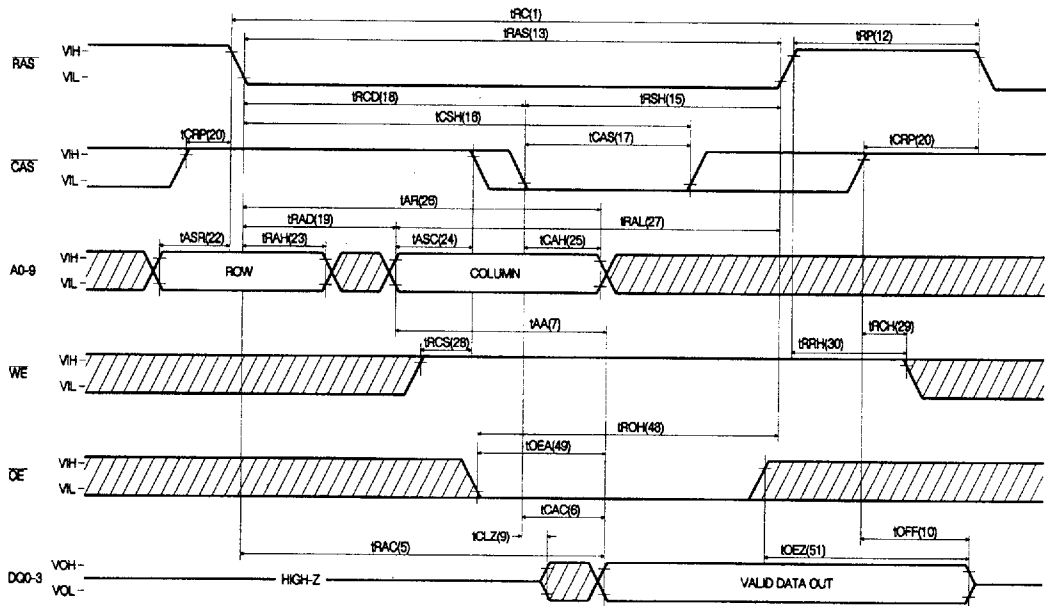 tRC(1)
tRAS(13)
tRP(12)
RAS
VIH
VIL
tRCD(18)
tRSH(15)
tCSH(16)
tCRP(20)
tCAS(17)
tCRP(20)
CAS
VIH
VIL
tAR(26)
tRAD(19)
tRAL(27)
tASR(22)
tRAH(23)
tASC(24)
tCAH(25)
A0-9
VIH
VIL
ROW
COLUMN
tAA(7)
tRCS(28)
tRCH(29)
tRRH(30)
WE
VIH
VIL
tROH(48)
tOEA(49)
OE
VIH
VIL
tCAC(6)
tCLZ(9)
tOFF(10)
tRAC(5)
tOEZ(51)
DQ0-3
VOH
VOL
HIGH-Z
VALID DATA OUT